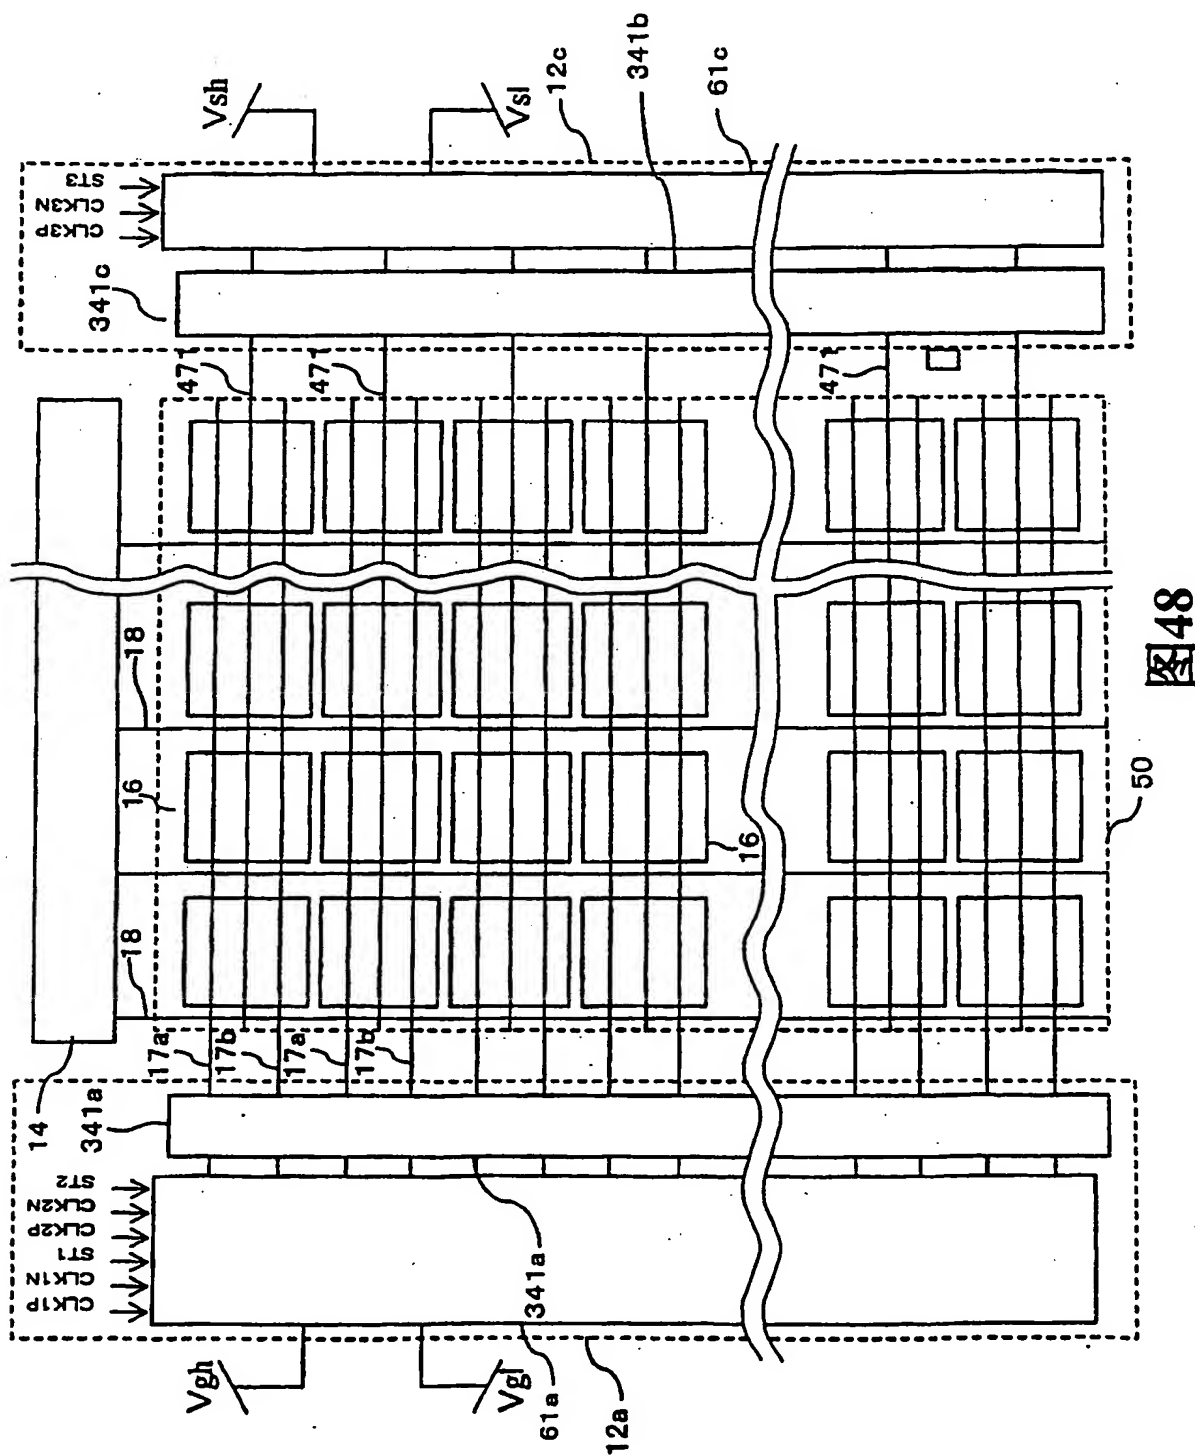 Vsh
Vsl
12c
341b
61c
ST3
CLK3N
CLK3P
341c
471
471
471
18
16
16
18
50
17a
17b
17a
17b
14
341a
ST2
CLK2N
CLK2P
ST1
CLK1N
CLK1P
341a
Vgh
Vgl
61a
12a
图48